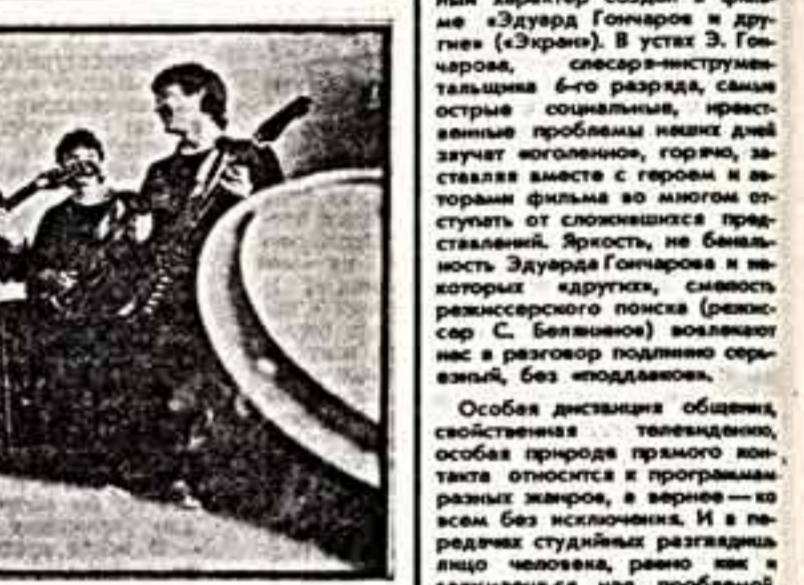 ный характер создан в филь-
ме «Эдуард Гончаров и дру-
гие» («Экран»). В устах Э. Гон-
чарова, слесаря-инструмен-
тальщика 6-го разряда, самые
острые социальные, нравст-
венные проблемы наших дней
звучат «оголенно», горячо, за-
ставляя вместе с героем и ав-
торами фильма во многом от-
ступать от сложившихся пред-
ставлений. Яркость, не баналь-
ность Эдуарда Гончарова и не-
которых «других», смелость
режиссерского поиска (режис-
сер С. Белянинов) вовлекают
нас в разговор подлинно серь-
езный, без «поддавков».
Особая дистанция общения,
свойственная телевидению,
особая природа прямого кон-
такта относится к программам
разных жанров, а вернее — ко
всем без исключения. И в пе-
редачах студийных разглядишь
лицо человека, равно как и